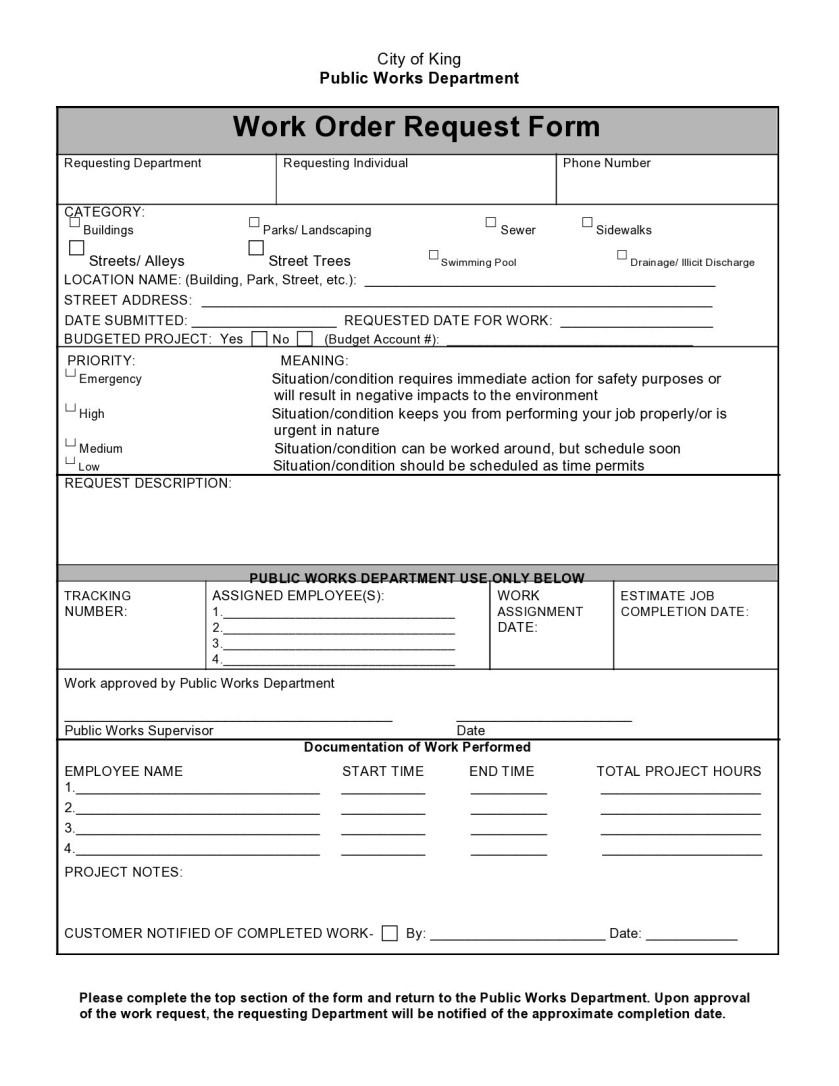 City of King
Public Works Department
Work Order Request Form
Requesting Department Requesting Individual Phone Number
CATEGORY:
Buildings Parks/ Landscaping Sewer Sidewalks
Streets/ Alleys Street Trees Swimming Pool Drainage/ Illicit Discharge
LOCATION NAME: (Building, Park, Street, etc.): ____
STREET ADDRESS: ____
DATE SUBMITTED: ____ REQUESTED DATE FOR WORK: ____
BUDGETED PROJECT: Yes No (Budget Account #): ____
PRIORITY: MEANING:
Emergency Situation/condition requires immediate action for safety purposes or
will result in negative impacts to the environment
High Situation/condition keeps you from performing your job properly/or is
urgent in nature
Medium Situation/condition can be worked around, but schedule soon
Low Situation/condition should be scheduled as time permits
REQUEST DESCRIPTION:
PUBLIC WORKS DEPARTMENT USE ONLY BELOW
TRACKING ASSIGNED EMPLOYEE(S): WORK ESTIMATE JOB
NUMBER: 1.____ ASSIGNMENT COMPLETION DATE:
2.____ DATE:
3.____
4.____
Work approved by Public Works Department
____ ____
Public Works Supervisor Date
Documentation of Work Performed
EMPLOYEE NAME START TIME END TIME TOTAL PROJECT HOURS
1.____ ____ ____ ____
2.____ ____ ____ ____
3.____ ____ ____ ____
4.____ ____ ____ ____
PROJECT NOTES:
CUSTOMER NOTIFIED OF COMPLETED WORK- By: ____ Date: ____
Please complete the top section of the form and return to the Public Works Department. Upon approval
of the work request, the requesting Department will be notified of the approximate completion date.